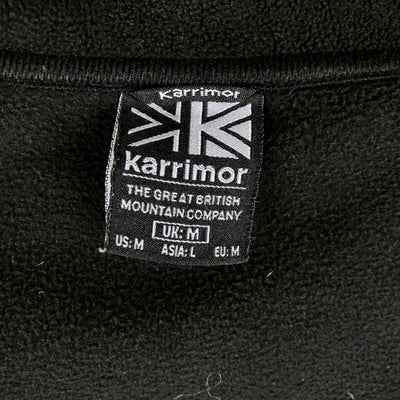 Karrimor
K
Karrimor
THE GREAT BRITISH
MOUNTAIN COMPANY
UK: M
US: M ASIA: L EU: M